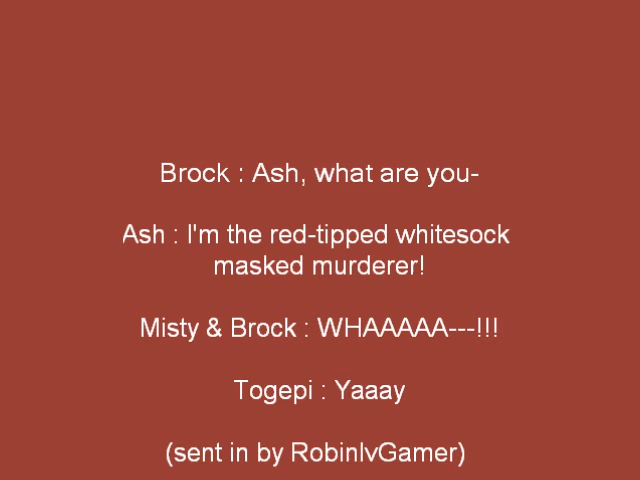 Brock : Ash, what are you-
Ash : I'm the red-tipped whitesock
masked murderer!
Misty & Brock : WHAAAAA---!!!
Togepi : Yaaay
(sent in by RobinlvGamer)